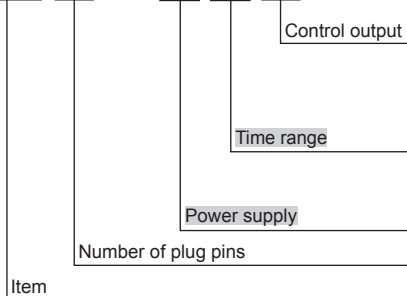 Control output
Time range
Power supply
Number of plug pins
Item